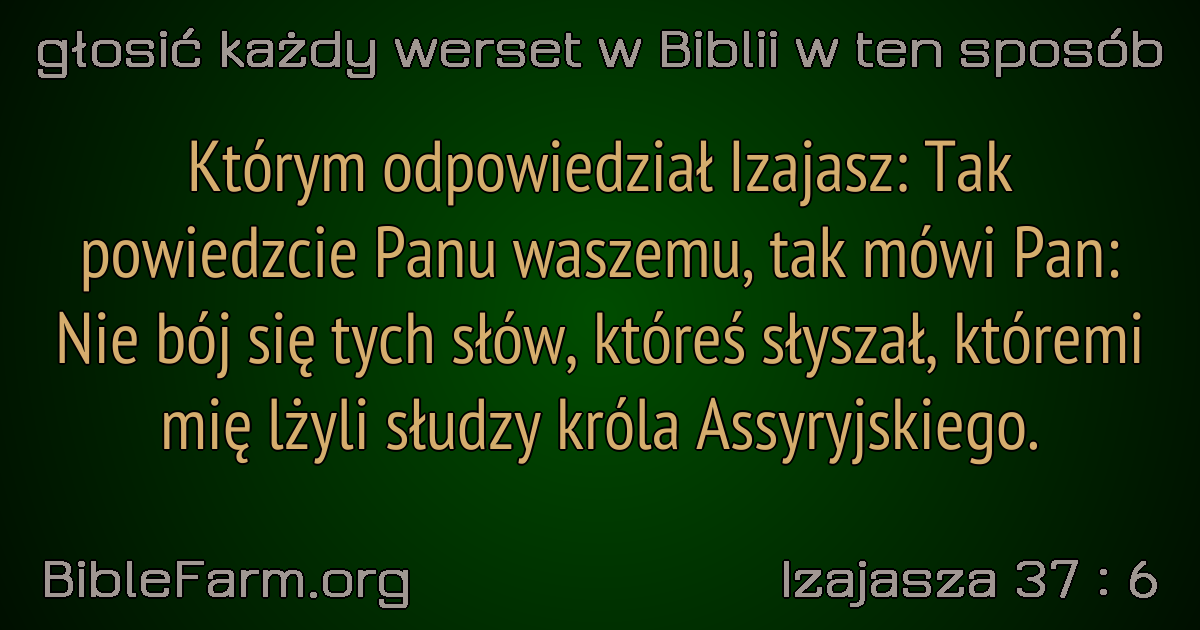 głosić każdy werset w Biblii w ten sposób
Którym odpowiedział Izajasz: Tak
powiedzcie Panu waszemu, tak mówi Pan:
Nie bój się tych słów, któreś słyszał, któremi
mię lżyli słudzy króla Assyryjskiego.
BibleFarm.org
Izajasza 37 : 6